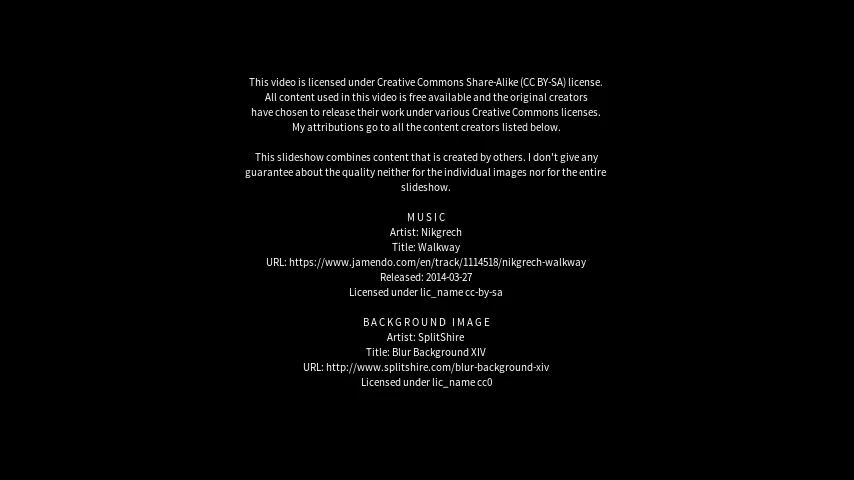 This video is licensed under Creative Commons Share-Alike (CC BY-SA) license.
All content used in this video is free available and the original creators
have chosen to release their work under various Creative Commons licenses.
My attributions go to all the content creators listed below.
This slideshow combines content that is created by others. I don't give any
guarantee about the quality neither for the individual images nor for the entire
slideshow.
MUSIC
Artist: Nikgrech
Title: Walkway
URL: https://www.jamendo.com/en/track/1114518/nikgrech-walkway
Released: 2014-03-27
Licensed under lic_name cc-by-sa
BACKGROUND IMAGE
Artist: SplitShire
Title: Blur Background XIV
URL: http://www.splitshire.com/blur-background-xiv
Licensed under lic_name cc0